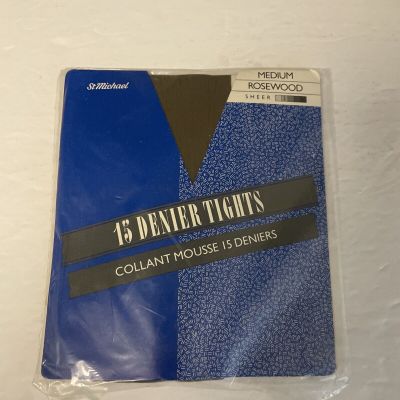 St Michael
MEDIUM
ROSEWOOD
SHEER
15 DENIER TIGHTS
COLLANT MOUSSE 15 DENIERS